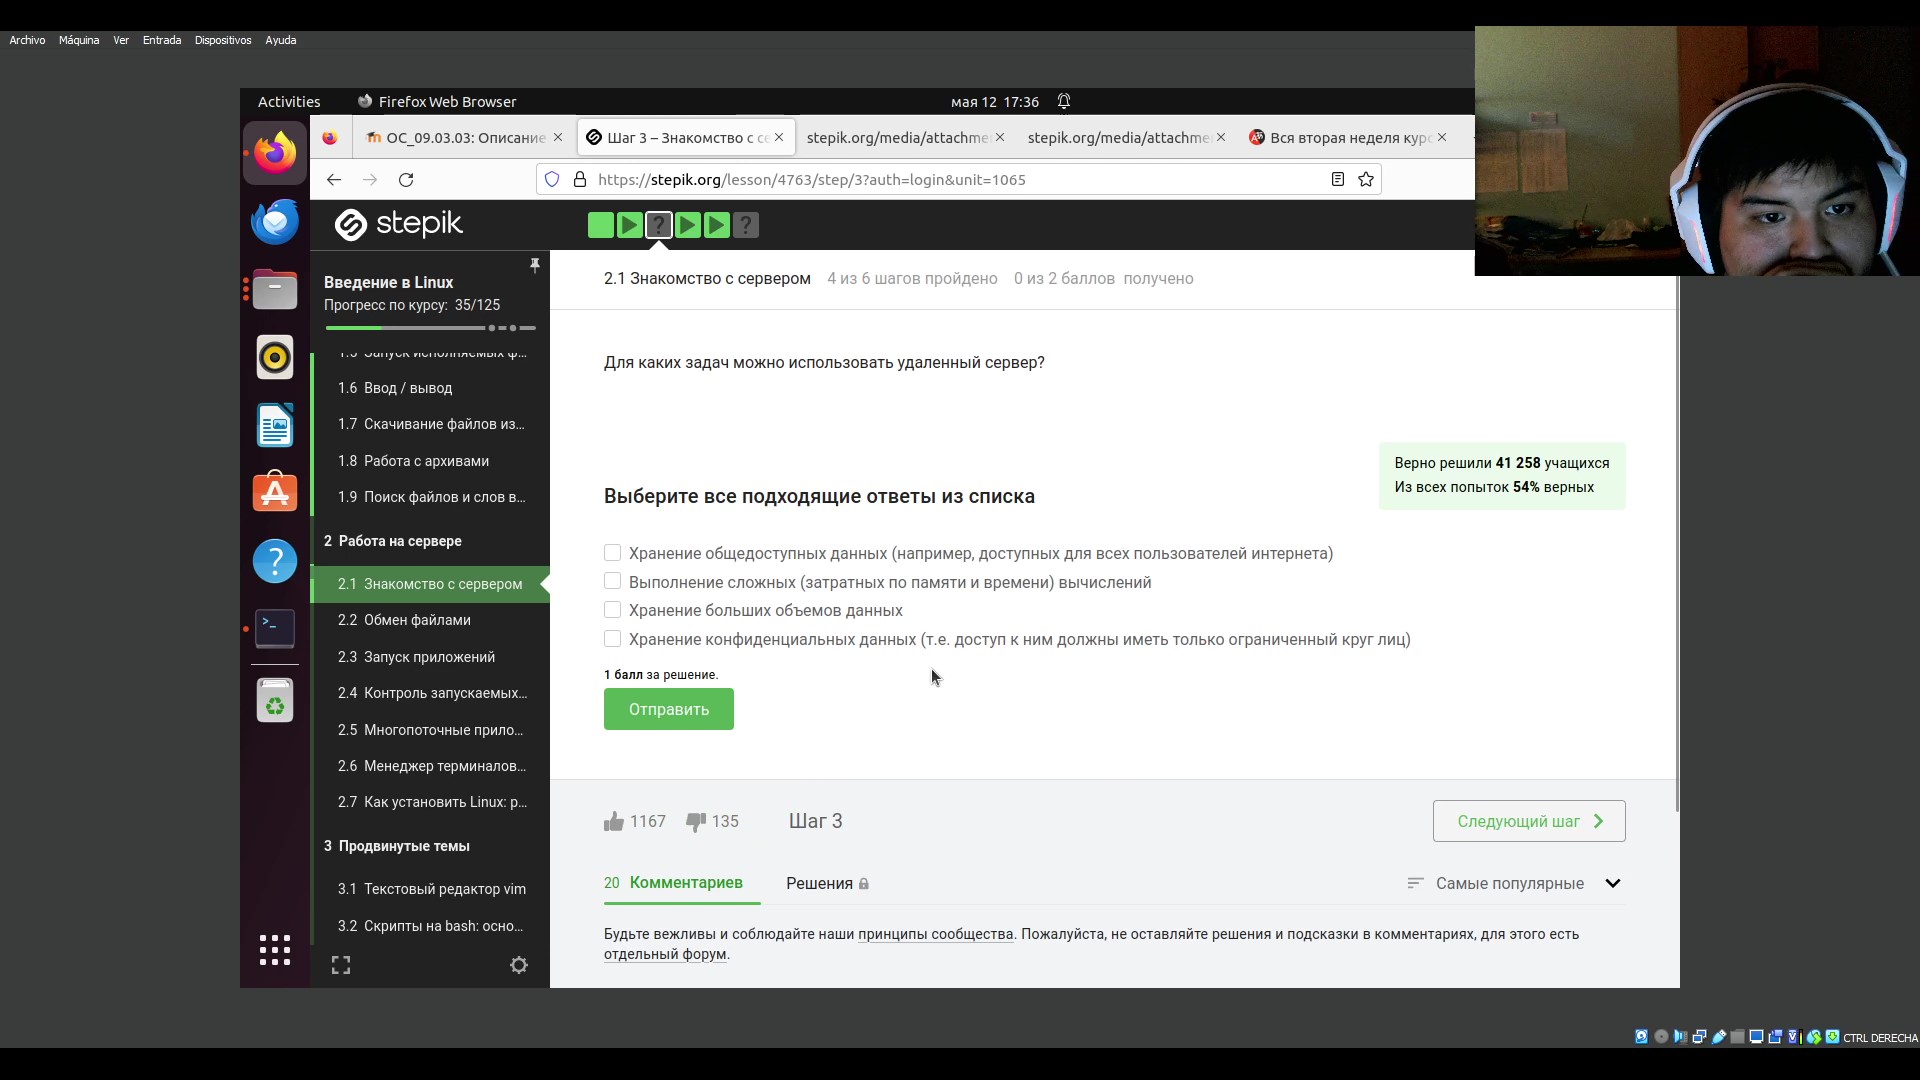 Archivo Máquina Ver Entrada Dispositivos Ayuda
Activities Firefox Web Browser мая 12 17:36
ОС_09.03.03: Описание Шаг 3 – Знакомство с се stepik.org/media/attachme stepik.org/media/attachme Вся вторая неделя курс
https://stepik.org/lesson/4763/step/3?auth=login&unit=1065
stepik
Введение в Linux
Прогресс по курсу: 35/125
1.5 Запуск исполняемых ф...
1.6 Ввод / вывод
1.7 Скачивание файлов из...
1.8 Работа с архивами
1.9 Поиск файлов и слов в...
2 Работа на сервере
2.1 Знакомство с сервером
2.2 Обмен файлами
2.3 Запуск приложений
2.4 Контроль запускаемых...
2.5 Многопоточные прило...
2.6 Менеджер терминалов...
2.7 Как установить Linux: р...
3 Продвинутые темы
3.1 Текстовый редактор vim
3.2 Скрипты на bash: осно...
2.1 Знакомство с сервером 4 из 6 шагов пройдено 0 из 2 баллов получено
Для каких задач можно использовать удаленный сервер?
Верно решили 41 258 учащихся
Из всех попыток 54% верных
Выберите все подходящие ответы из списка
Хранение общедоступных данных (например, доступных для всех пользователей интернета)
Выполнение сложных (затратных по памяти и времени) вычислений
Хранение больших объемов данных
Хранение конфиденциальных данных (т.е. доступ к ним должны иметь только ограниченный круг лиц)
1 балл за решение.
Отправить
1167 135 Шаг 3
Следующий шаг
20 Комментариев Решения
Самые популярные
Будьте вежливы и соблюдайте наши принципы сообщества. Пожалуйста, не оставляйте решения и подсказки в комментариях, для этого есть
отдельный форум.
CTRL DERECHA